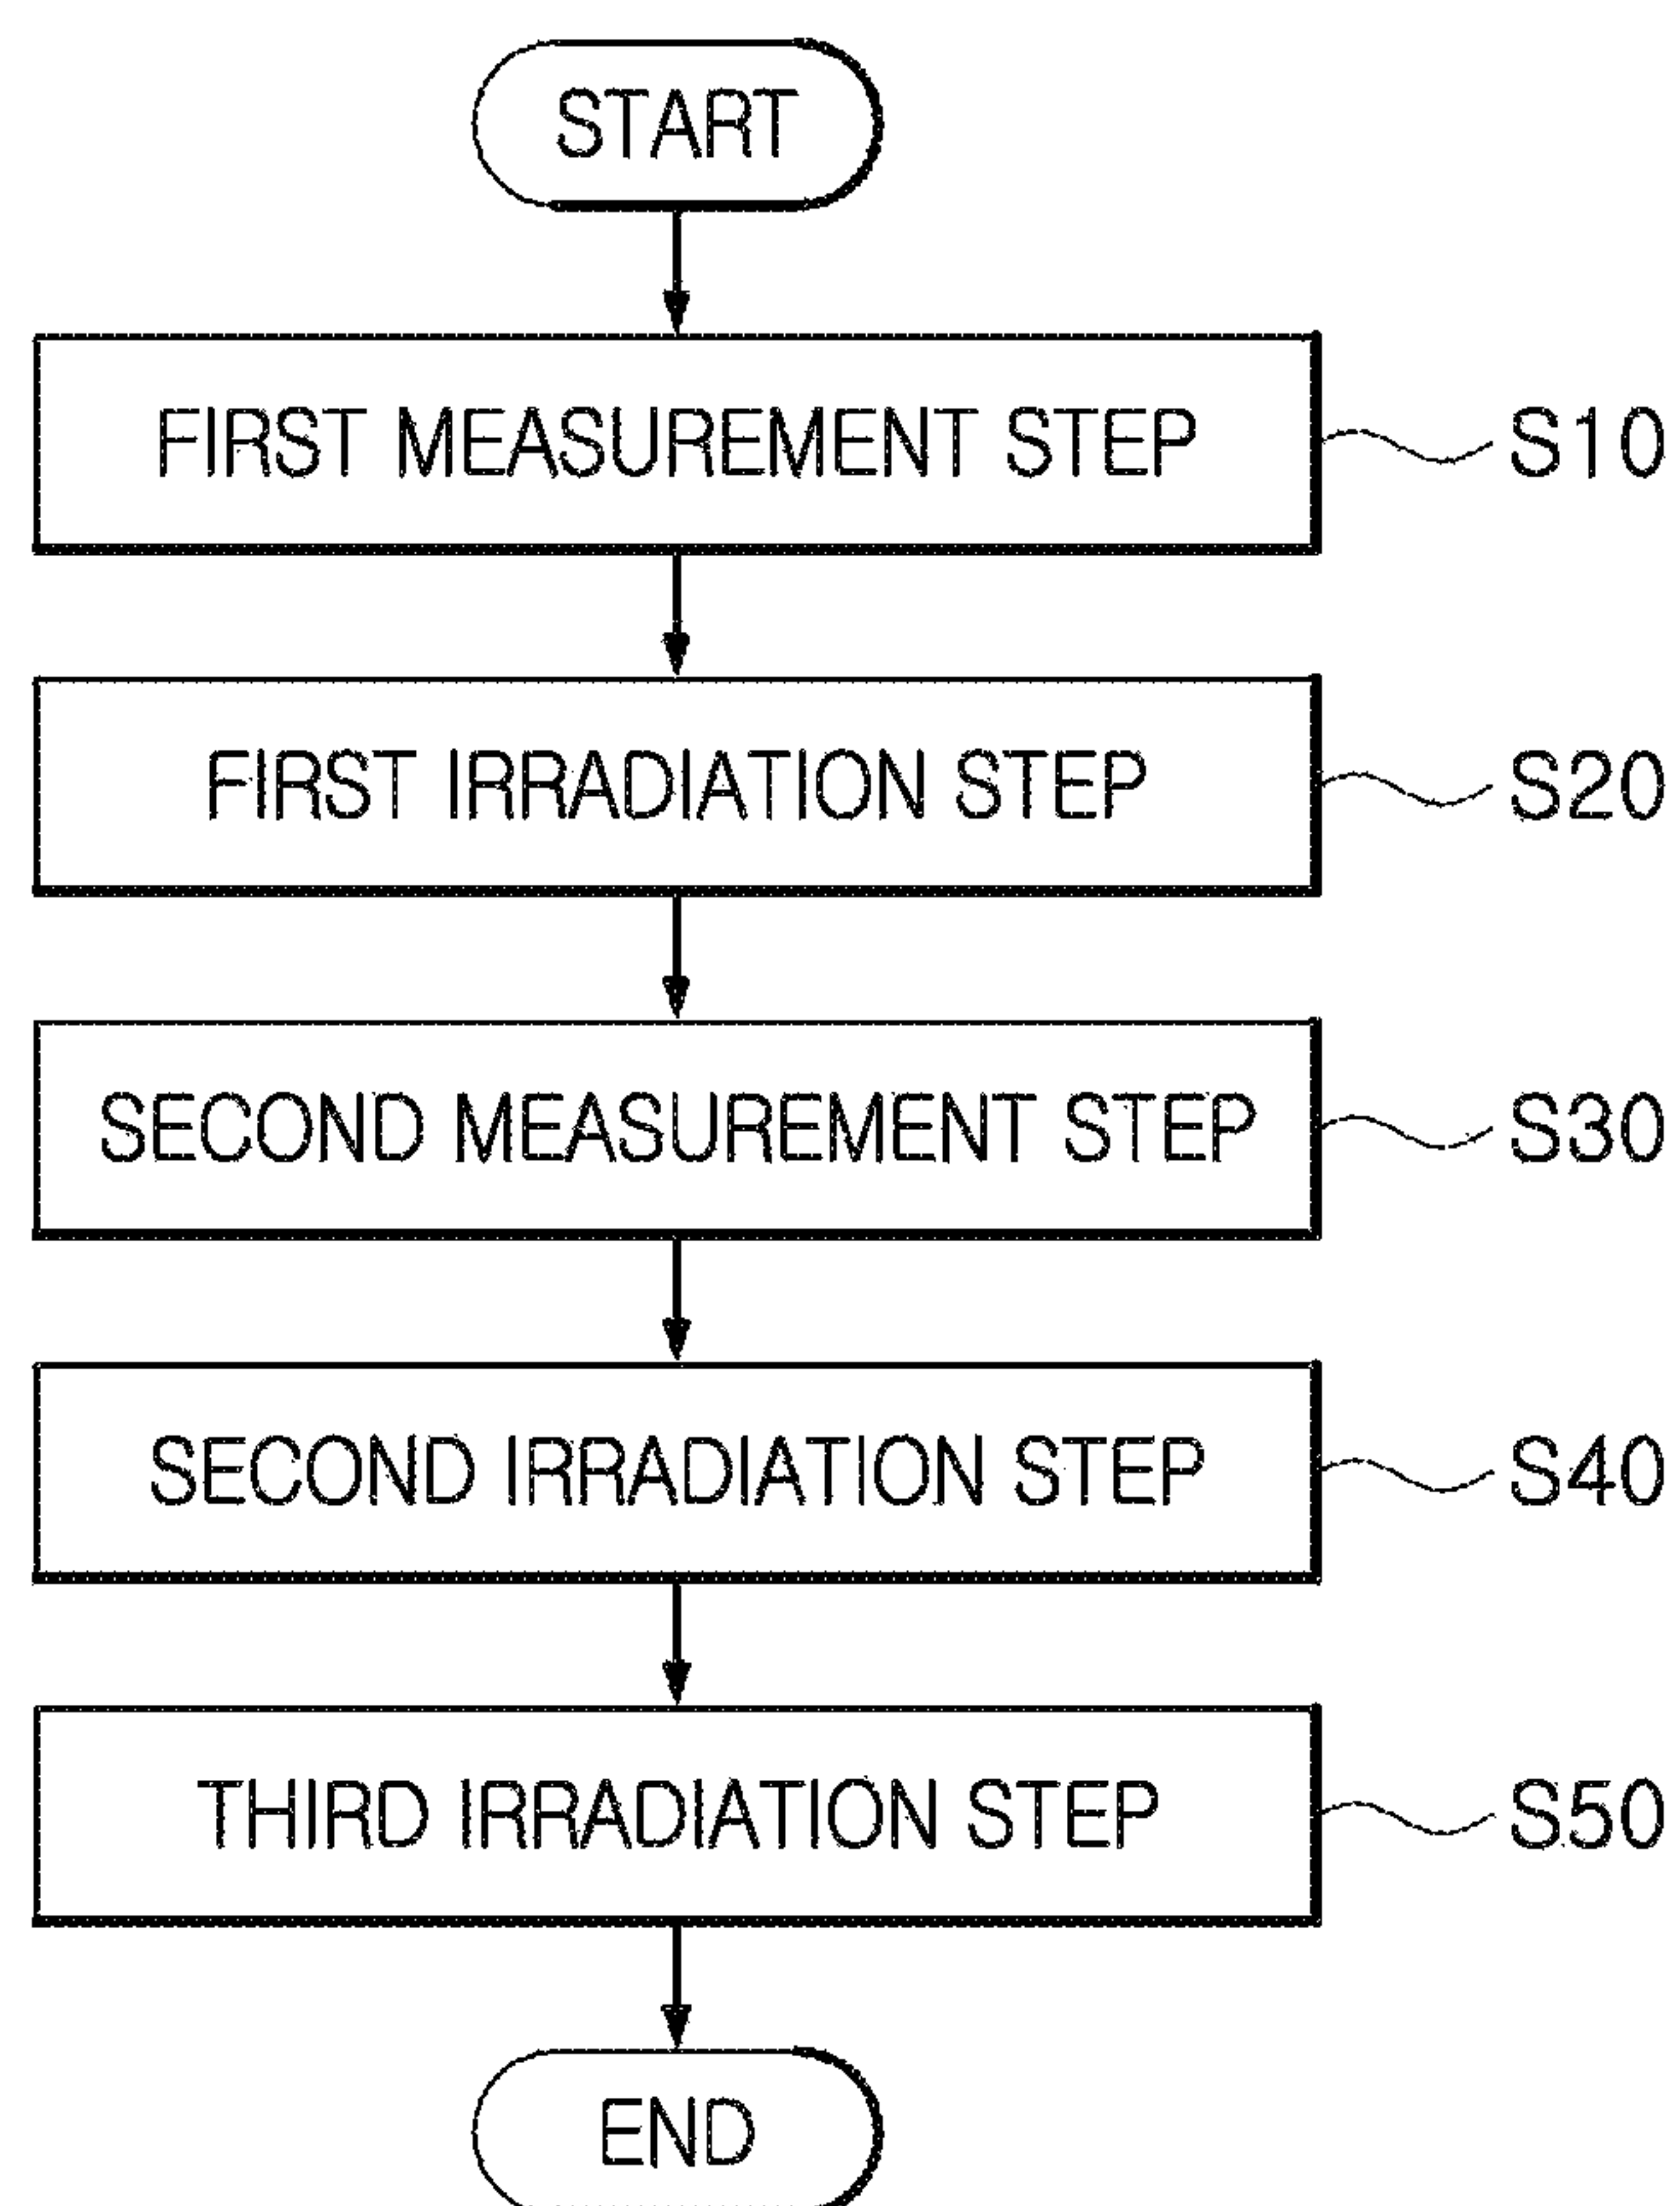 START
FIRST MEASUREMENT STEP S10
FIRST IRRADIATION STEP S20
SECOND MEASUREMENT STEP S30
SECOND IRRADIATION STEP S40
THIRD IRRADIATION STEP S50
END